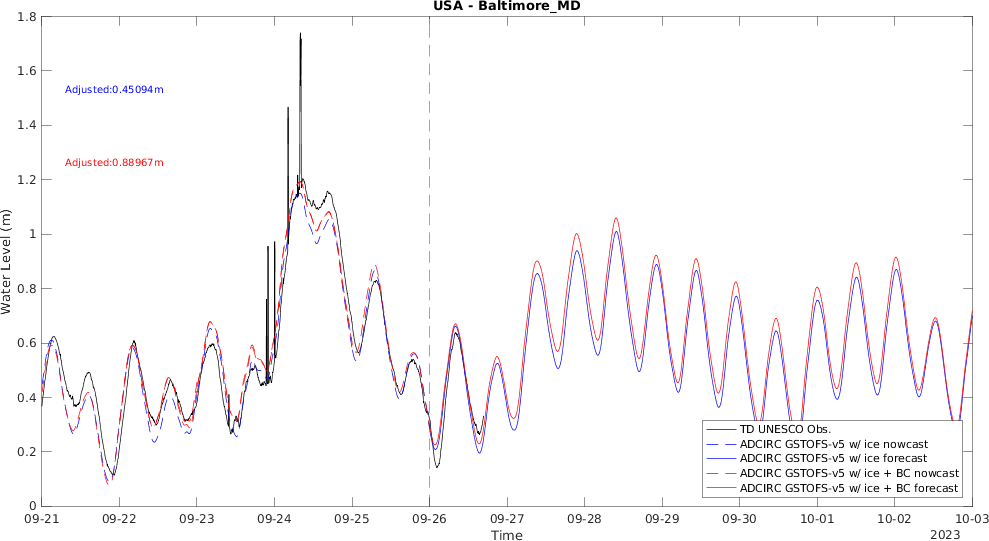 USA - Baltimore_MD
1.8
1.6
1.4
1.2
1
0.8
0.6
0.4
0.2
0
Water Level (m)
Adjusted:0.45094m
Adjusted:0.88967m
TD UNESCO Obs.
ADCIRC GSTOFS-v5 w/ ice nowcast
ADCIRC GSTOFS-v5 w/ ice forecast
ADCIRC GSTOFS-v5 w/ ice + BC nowcast
ADCIRC GSTOFS-v5 w/ ice + BC forecast
09-21 09-22 09-23 09-24 09-25 09-26 09-27 09-28 09-29 09-30 10-01 10-02 10-03
Time
2023